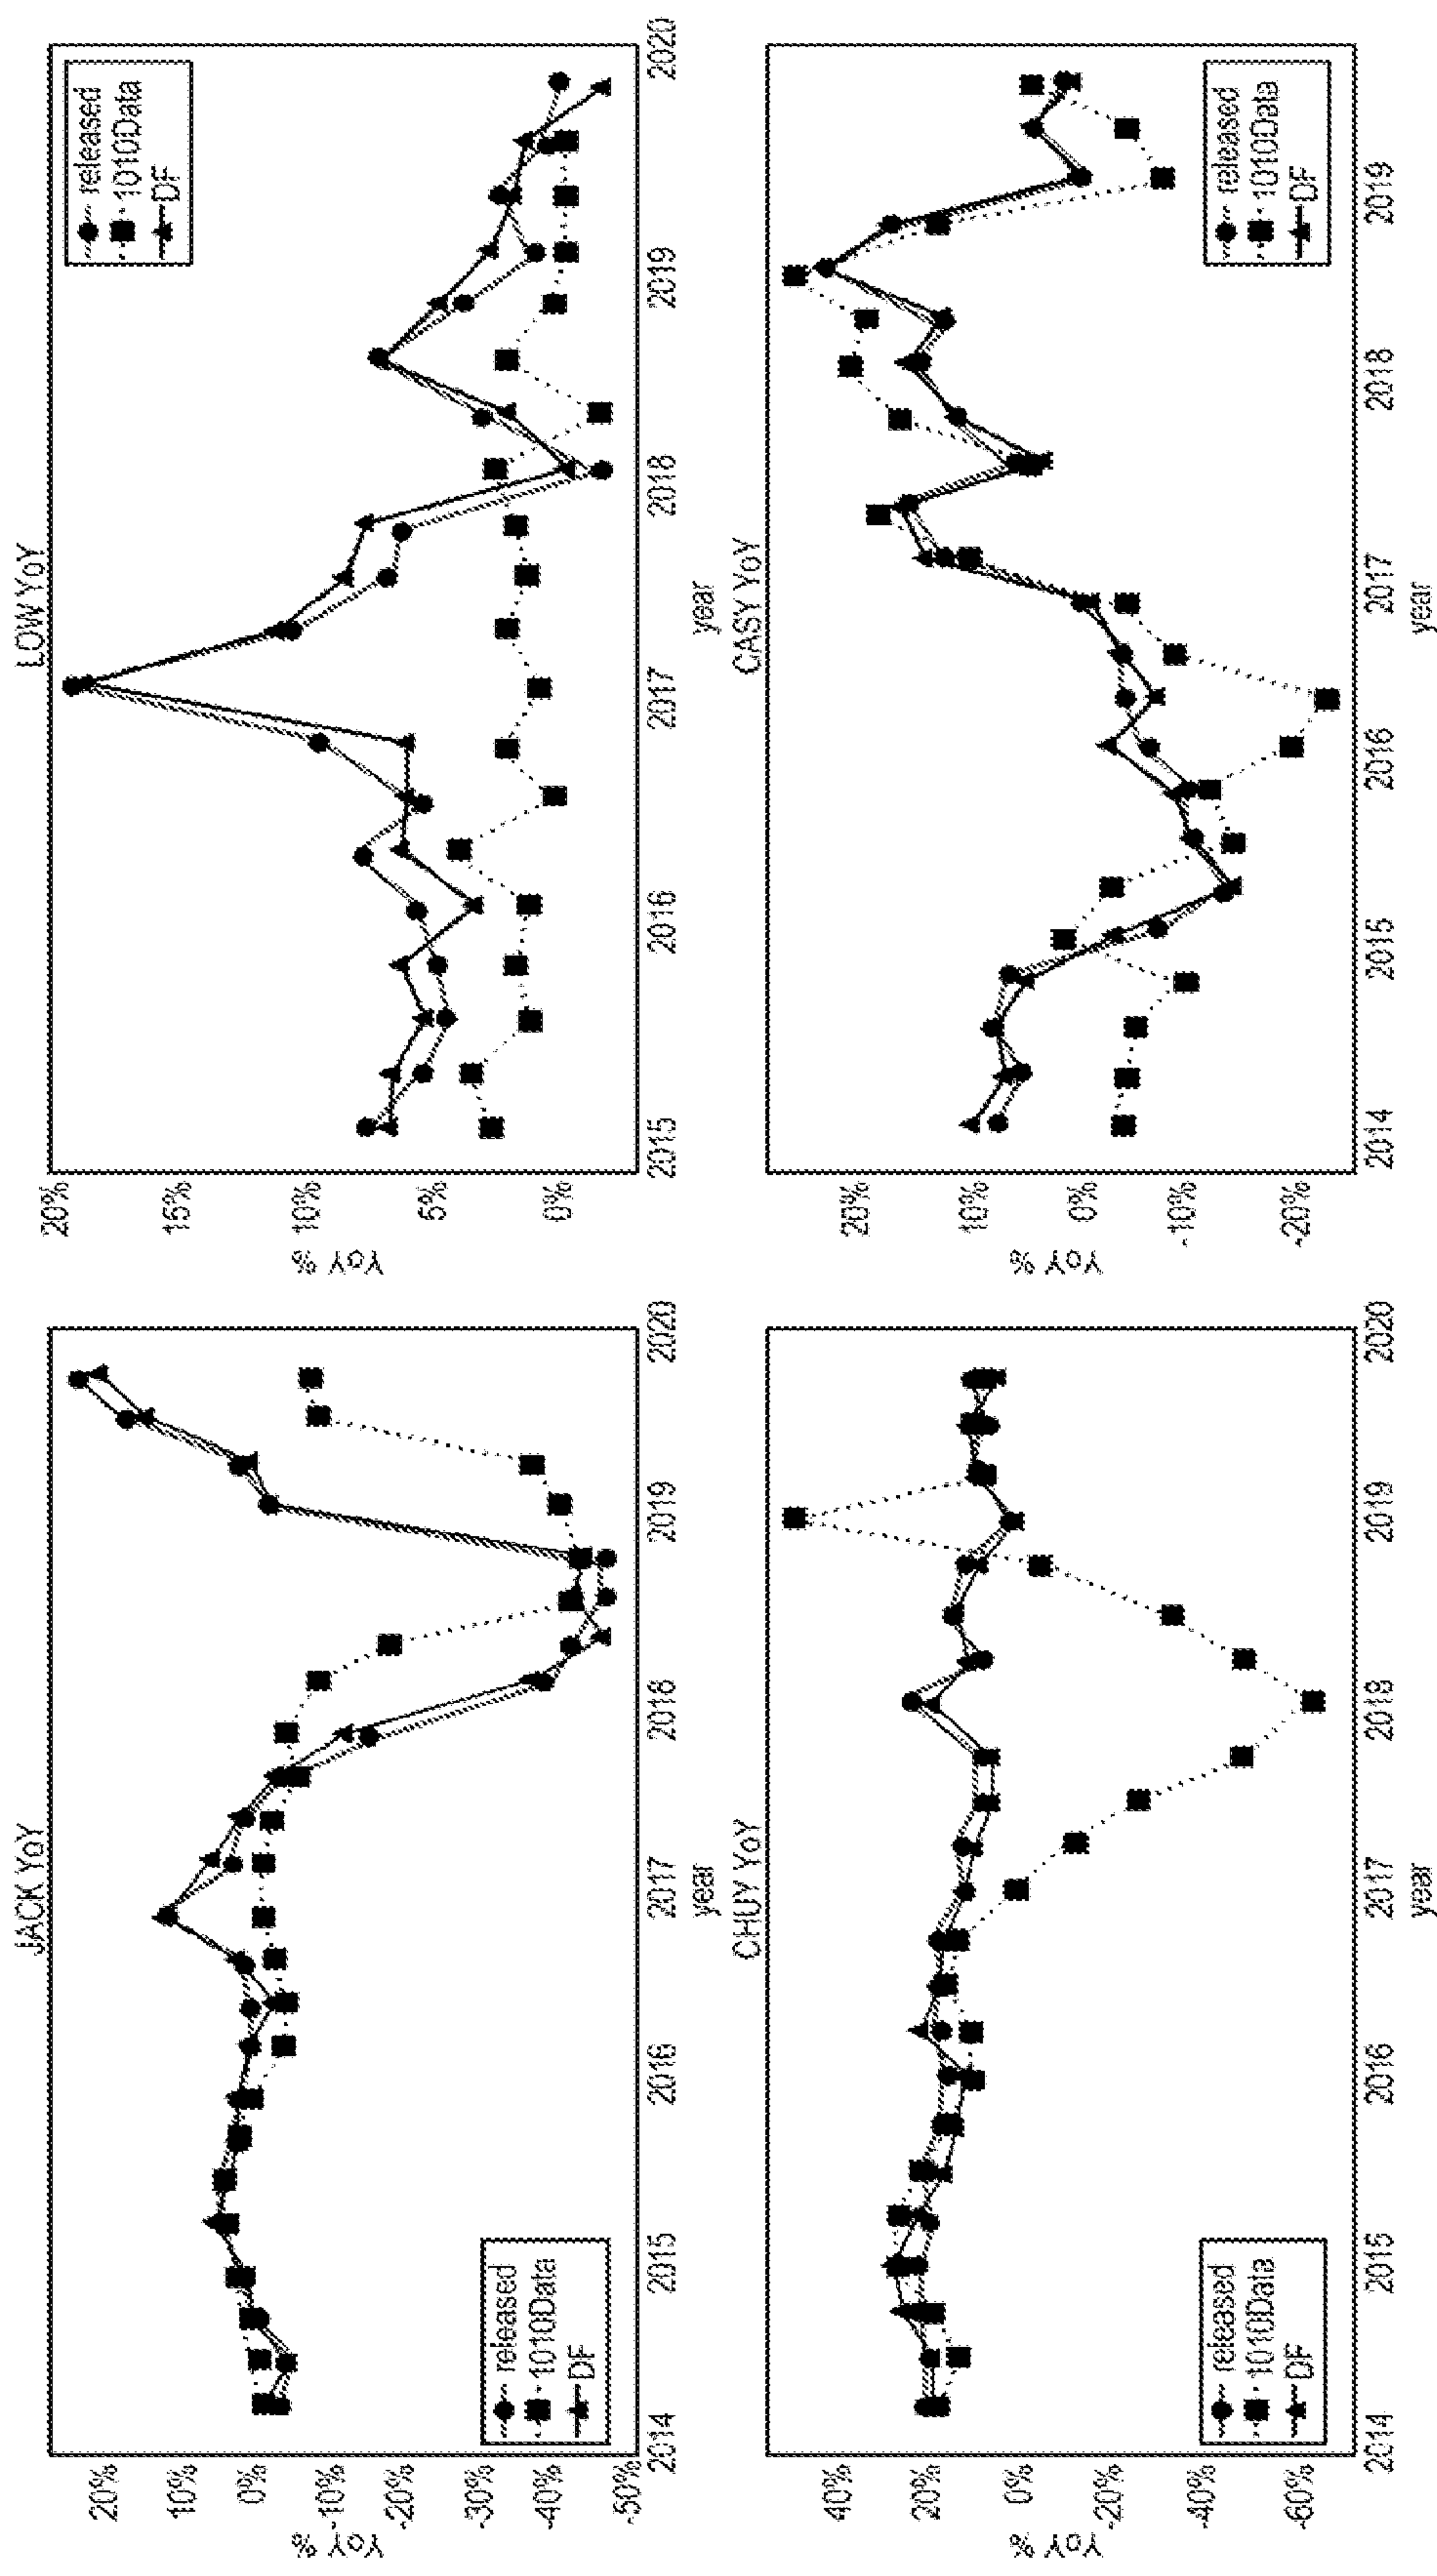 JACK YoY
20%
10%
0%
-10%
-20%
-30%
-40%
-50%
YoY %
released
1010Data
DF
2014
2015
2016
2017
2018
2019
2020
year
LOW YoY
20%
15%
10%
5%
0%
YoY %
released
1010Data
DF
2015
2016
2017
2018
2019
2020
year
CHUY YoY
40%
20%
0%
-20%
-40%
-60%
YoY %
released
1010Data
DF
2014
2015
2016
2017
2018
2019
2020
year
CASY YoY
20%
10%
0%
-10%
-20%
YoY %
released
1010Data
DF
2014
2015
2016
2017
2018
2019
year